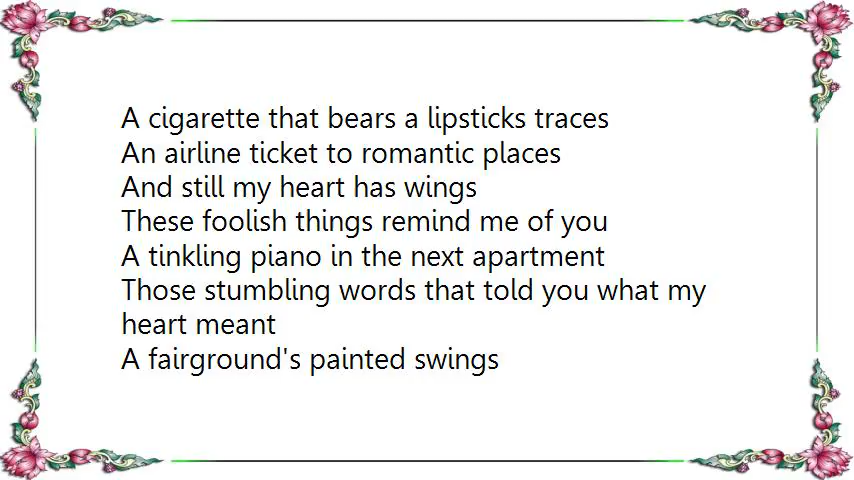 A cigarette that bears a lipsticks traces
An airline ticket to romantic places
And still my heart has wings
These foolish things remind me of you
A tinkling piano in the next apartment
Those stumbling words that told you what my
heart meant
A fairground's painted swings